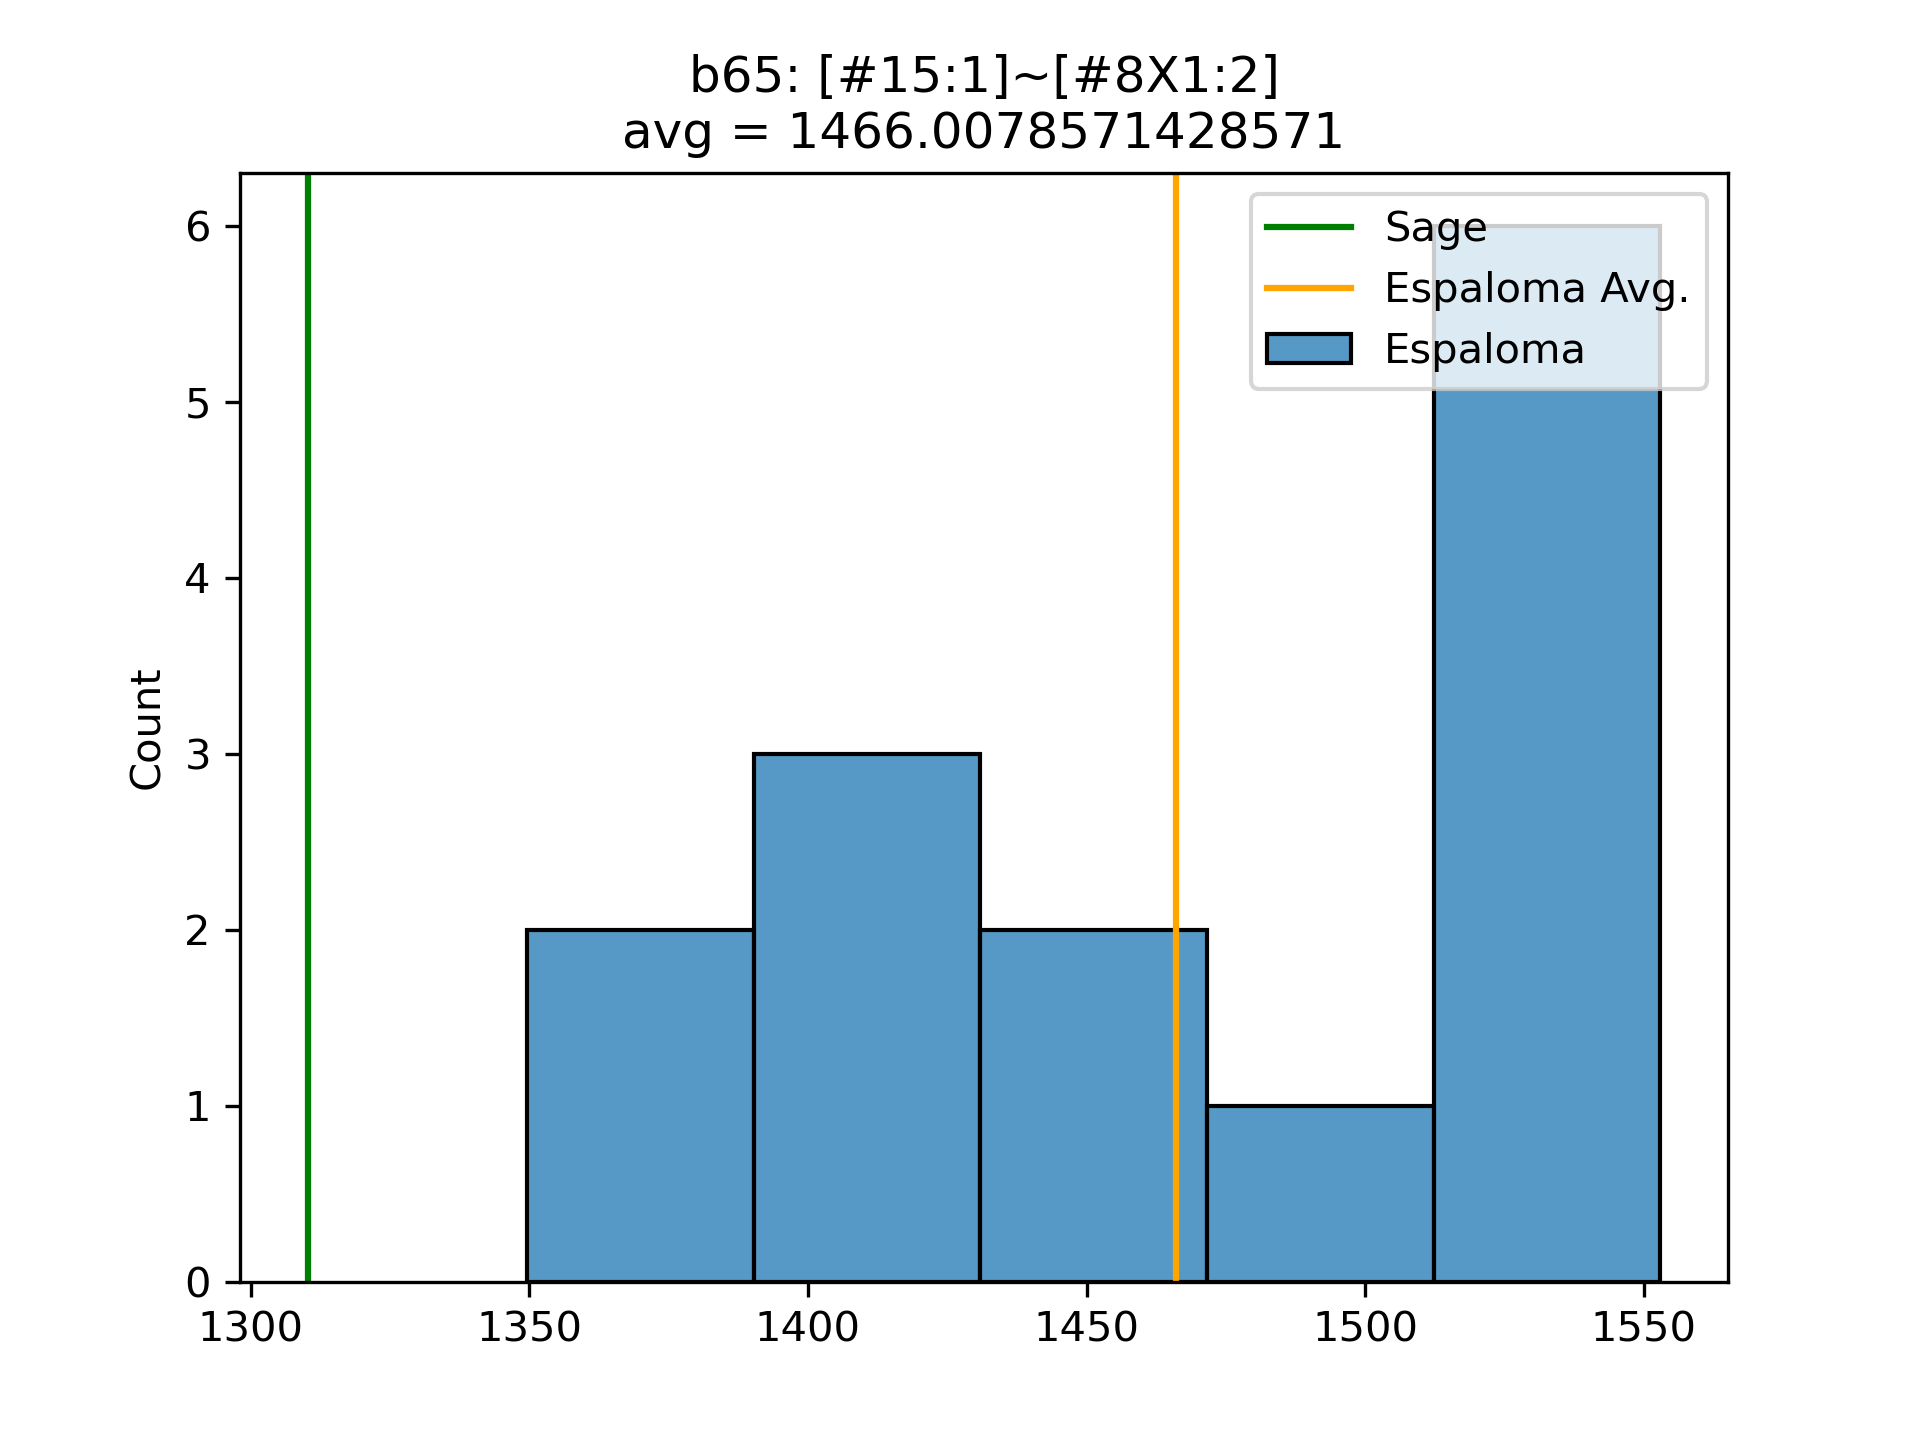 b65: [#15:1]~[#8X1:2]
avg = 1466.0078571428571
Sage
Espaloma Avg.
Espaloma
Count
6
5
4
3
2
1
0
1300 1350 1400 1450 1500 1550